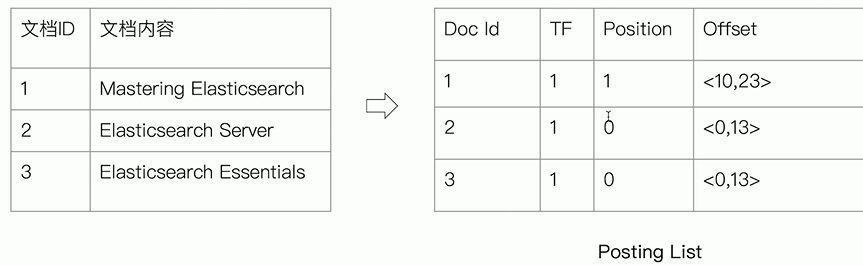 文档ID 文档内容
1 Mastering Elasticsearch
2 Elasticsearch Server
3 Elasticsearch Essentials
Doc Id TF Position Offset
1 1 1 <10,23>
2 1 0 <0,13>
3 1 0 <0,13>
Posting List